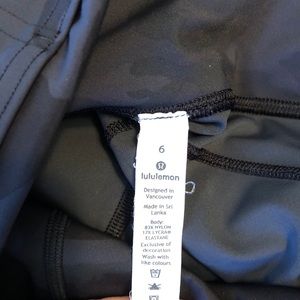 6
lululemon
Designed in
Vancouver
Made in Sri
Lanka
Body:
83% NYLON
17% LYCRA®
ELASTANE
Exclusive of
decoration
Wash with
like colours